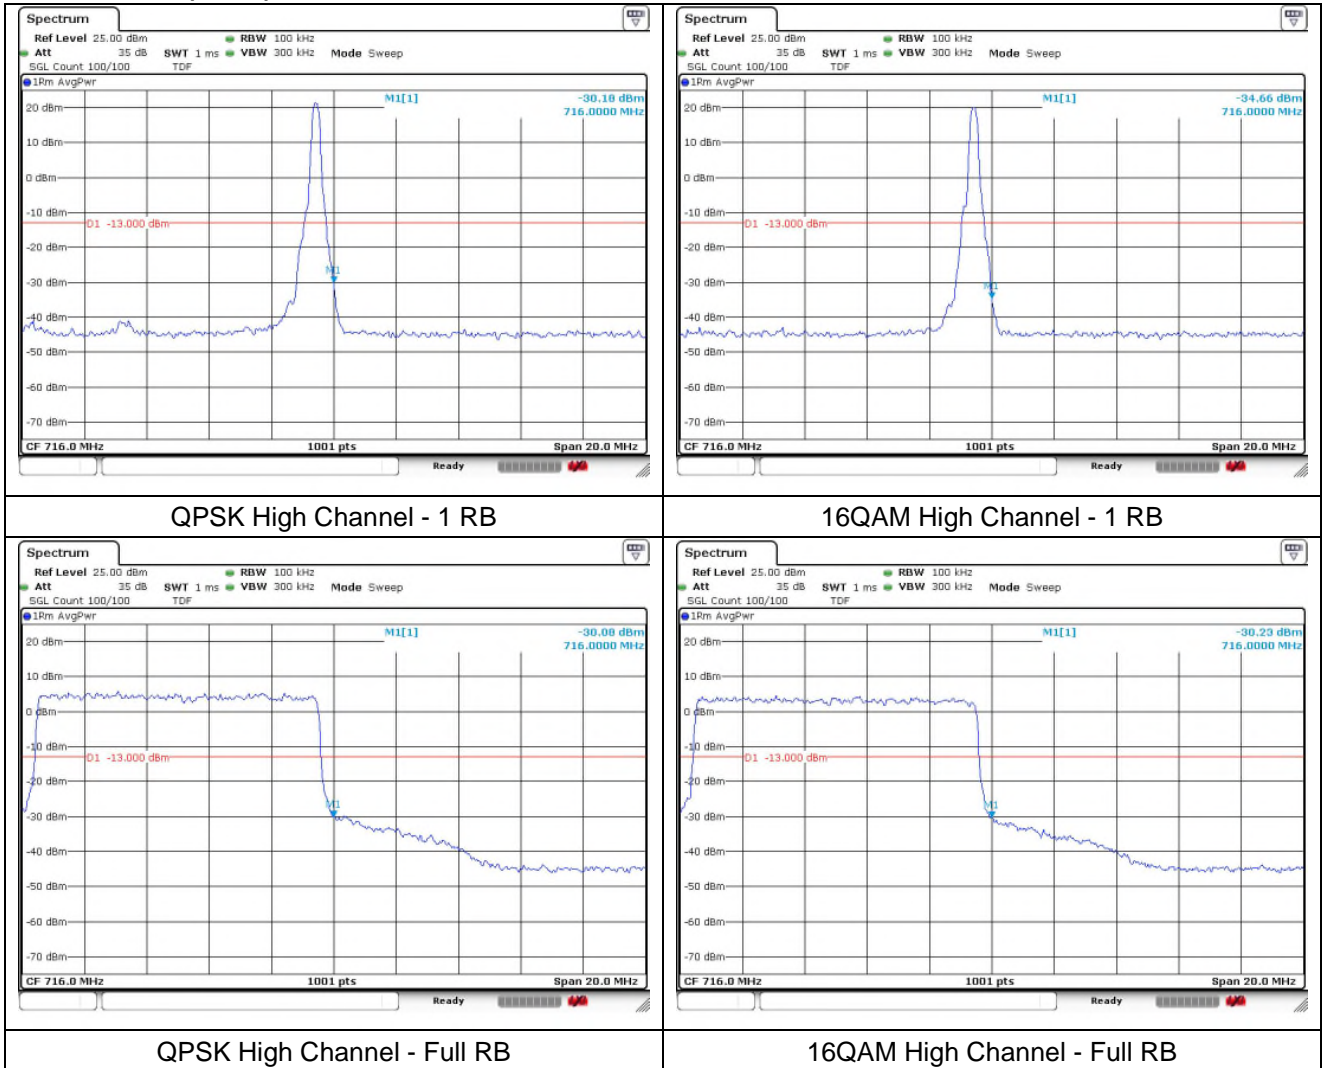 Spectrum
Ref Level 25.00 dBm RBW 100 kHz
Att 35 dB SWT 1 ms VBW 300 kHz Mode Sweep
SGL Count 100/100 TDF
1Rm AvgPwr
M1[1] -30.18 dBm
716.0000 MHz
20 dBm
10 dBm
0 dBm
-10 dBm
D1 -13.000 dBm
-20 dBm
M1
-30 dBm
-40 dBm
-50 dBm
-60 dBm
-70 dBm
CF 716.0 MHz 1001 pts Span 20.0 MHz
Ready
QPSK High Channel - 1 RB
Spectrum
Ref Level 25.00 dBm RBW 100 kHz
Att 35 dB SWT 1 ms VBW 300 kHz Mode Sweep
SGL Count 100/100 TDF
1Rm AvgPwr
M1[1] -34.66 dBm
716.0000 MHz
20 dBm
10 dBm
0 dBm
-10 dBm
D1 -13.000 dBm
-20 dBm
-30 dBm
M1
-40 dBm
-50 dBm
-60 dBm
-70 dBm
CF 716.0 MHz 1001 pts Span 20.0 MHz
Ready
16QAM High Channel - 1 RB
Spectrum
Ref Level 25.00 dBm RBW 100 kHz
Att 35 dB SWT 1 ms VBW 300 kHz Mode Sweep
SGL Count 100/100 TDF
1Rm AvgPwr
M1[1] -30.08 dBm
716.0000 MHz
20 dBm
10 dBm
0 dBm
-10 dBm
D1 -13.000 dBm
-20 dBm
M1
-30 dBm
-40 dBm
-50 dBm
-60 dBm
-70 dBm
CF 716.0 MHz 1001 pts Span 20.0 MHz
Ready
QPSK High Channel - Full RB
Spectrum
Ref Level 25.00 dBm RBW 100 kHz
Att 35 dB SWT 1 ms VBW 300 kHz Mode Sweep
SGL Count 100/100 TDF
1Rm AvgPwr
M1[1] -30.23 dBm
716.0000 MHz
20 dBm
10 dBm
0 dBm
-10 dBm
D1 -13.000 dBm
-20 dBm
M1
-30 dBm
-40 dBm
-50 dBm
-60 dBm
-70 dBm
CF 716.0 MHz 1001 pts Span 20.0 MHz
Ready
16QAM High Channel - Full RB